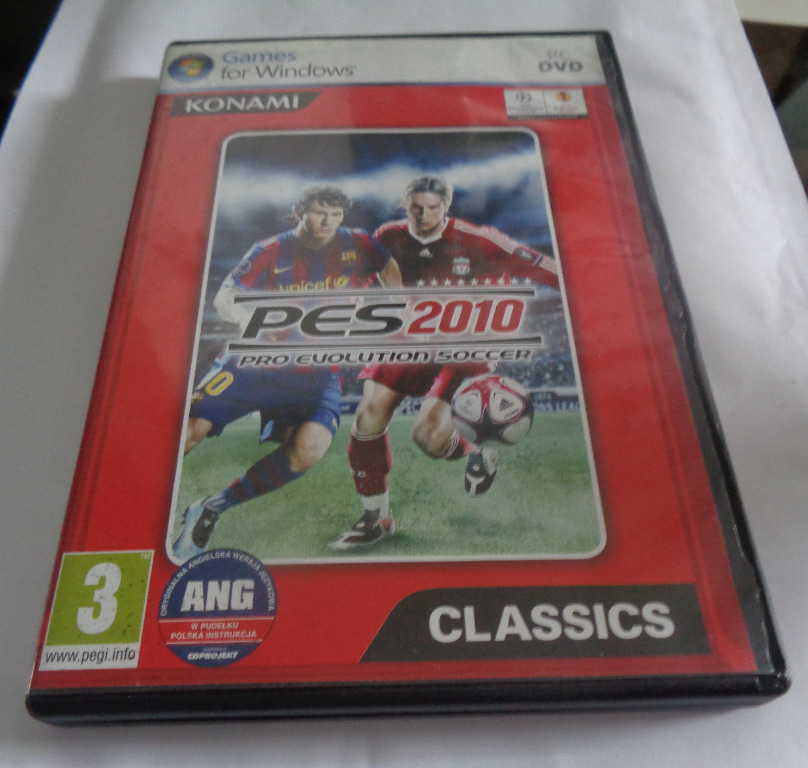 Games
for Windows
PC
DVD
KONAMI
unicef
PES2010
PRO EVOLUTION SOCCER
10
3
TM
www.pegi.info
ORYGINALNA ANGIELSKA WERSJA JĘZYKOWA
ANG
W PUDEŁKU
POLSKA INSTRUKCJA
CDPROJEKT
CLASSICS